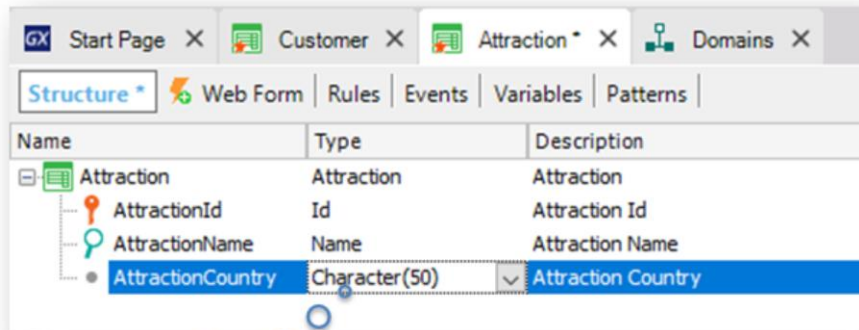 GX Start Page X Customer X Attraction * X Domains X
Structure * Web Form Rules Events Variables Patterns
Name Type Description
Attraction Attraction Attraction
AttractionId Id Attraction Id
AttractionName Name Attraction Name
AttractionCountry Character(50) Attraction Country